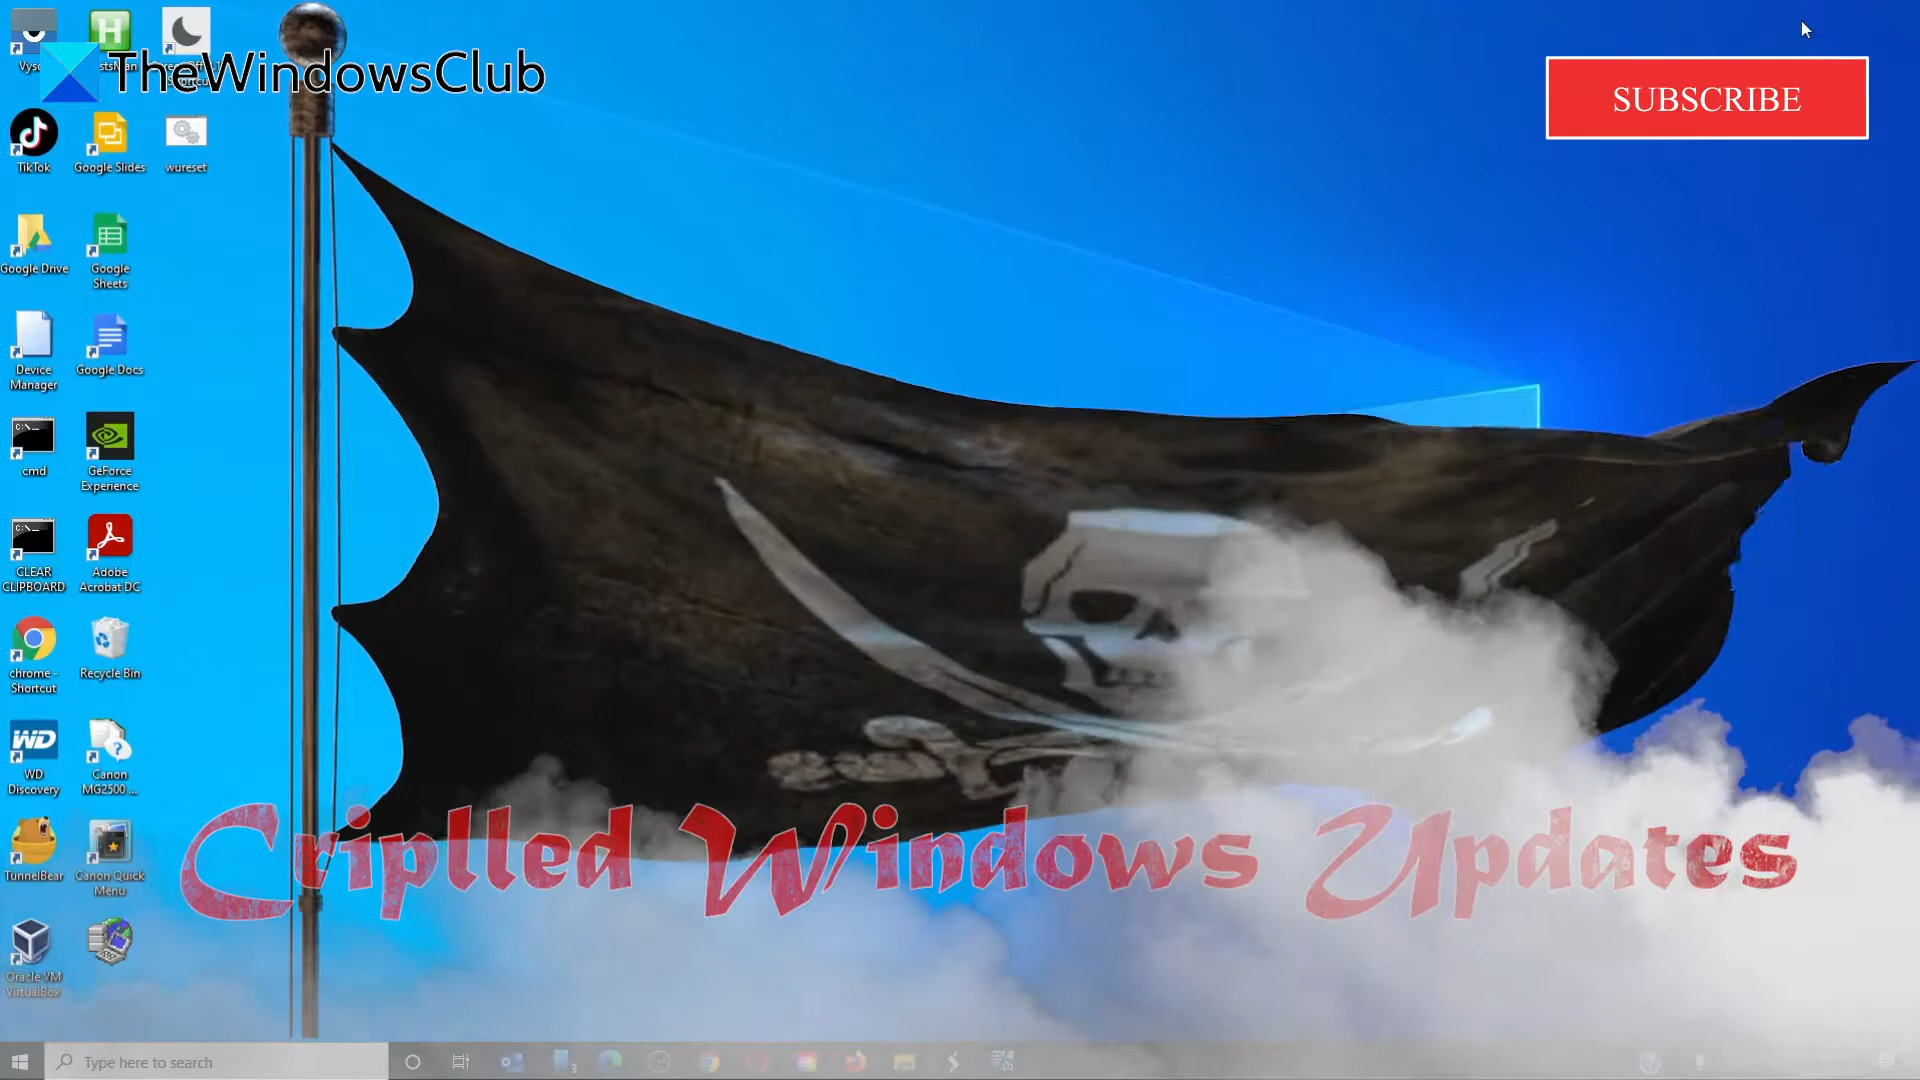 TheWindowsClub
SUBSCRIBE
TikTok
Google Slides
wureset
Google Drive
Google
Sheets
Device
Manager
Google Docs
cmd
GeForce
Experience
CLEAR
CLIPBOARD
Adobe
Acrobat DC
chrome -
Shortcut
Recycle Bin
WD
WD
Discovery
Canon
MG2500 ...
TunnelBear
Canon Quick
Menu
Criplled Windows Updates
Oracle VM
VirtualBox
Type here to search